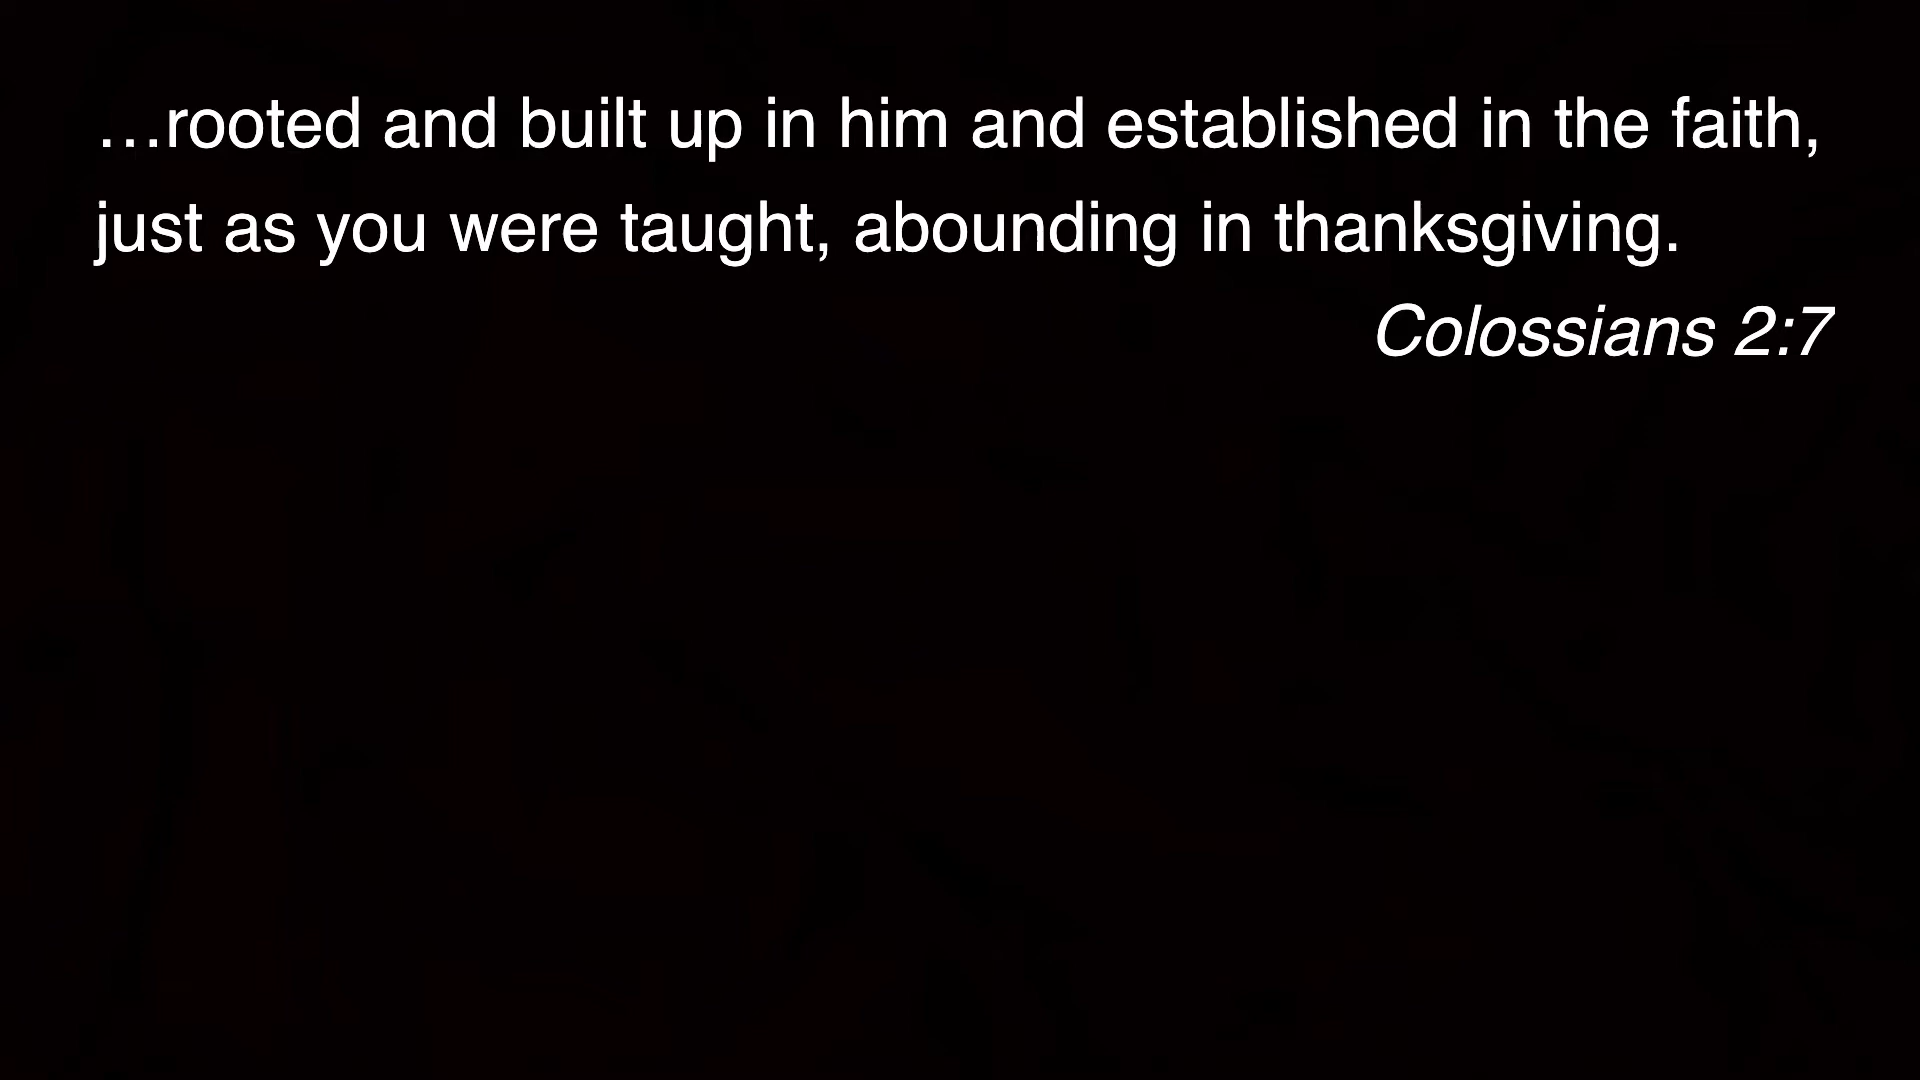 …rooted and built up in him and established in the faith,
just as you were taught, abounding in thanksgiving.
Colossians 2:7